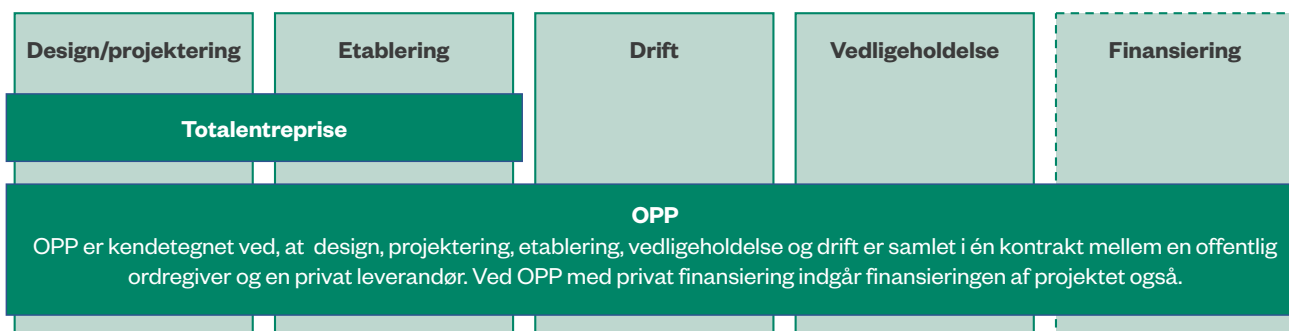 Design/projektering
Etablering
Drift
Vedligeholdelse
Finansiering
Totalentreprise
OPP
OPP er kendetegnet ved, at design, projektering, etablering, vedligeholdelse og drift er samlet i én kontrakt mellem en offentlig
ordregiver og en privat leverandør. Ved OPP med privat finansiering indgår finansieringen af projektet også.